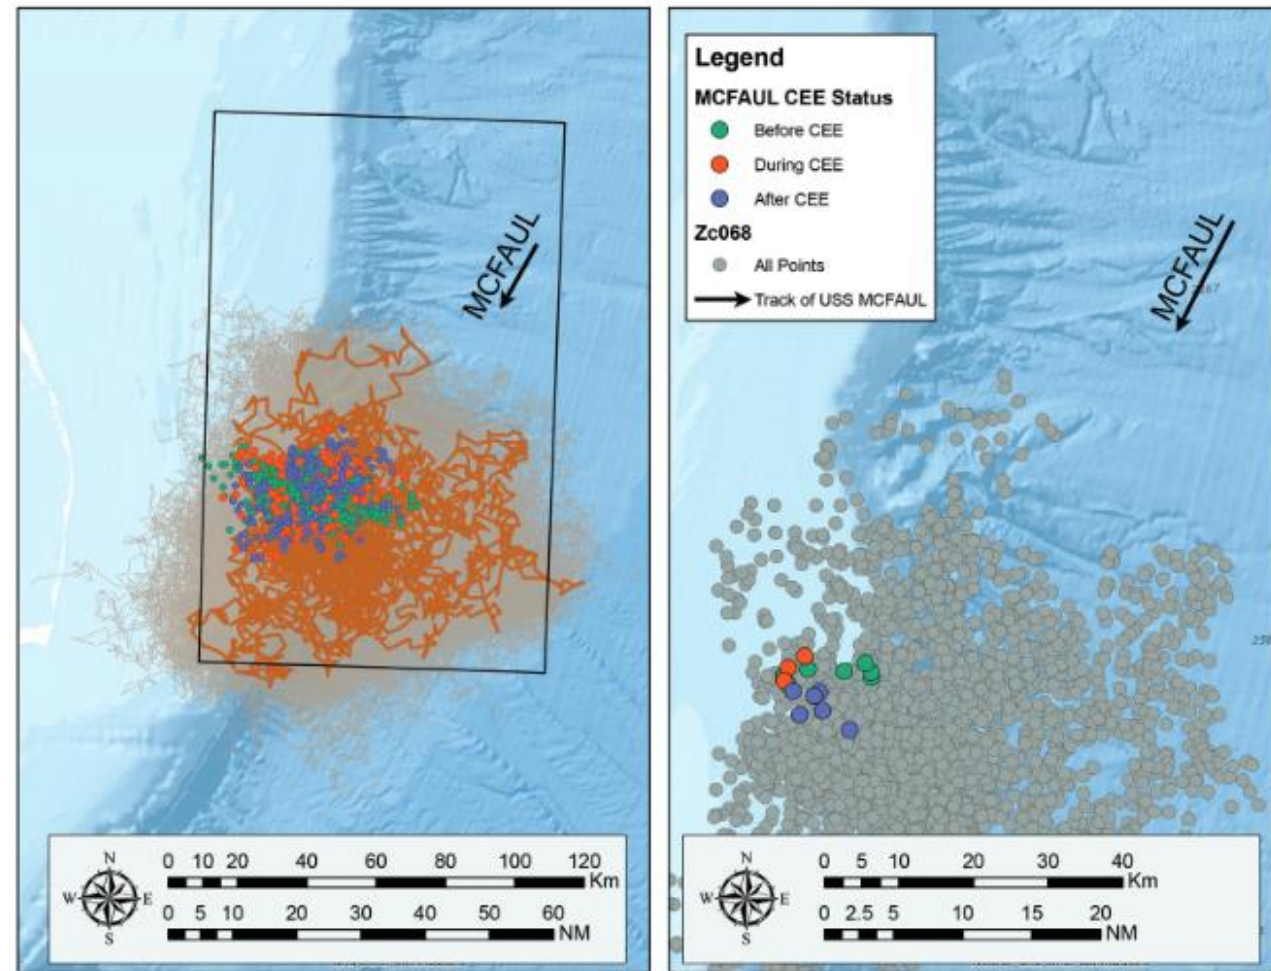 MCFAUL
N
W
E
S
0 10 20 40 60 80 100 120
Km
0 5 10 20 30 40 50 60
NM
Legend
MCFAUL CEE Status
Before CEE
During CEE
After CEE
Zc068
All Points
Track of USS MCFAUL
MCFAUL
N
W
E
S
0 3 5 10 20 30 40
Km
0 2.5 5 10 15 20
NM